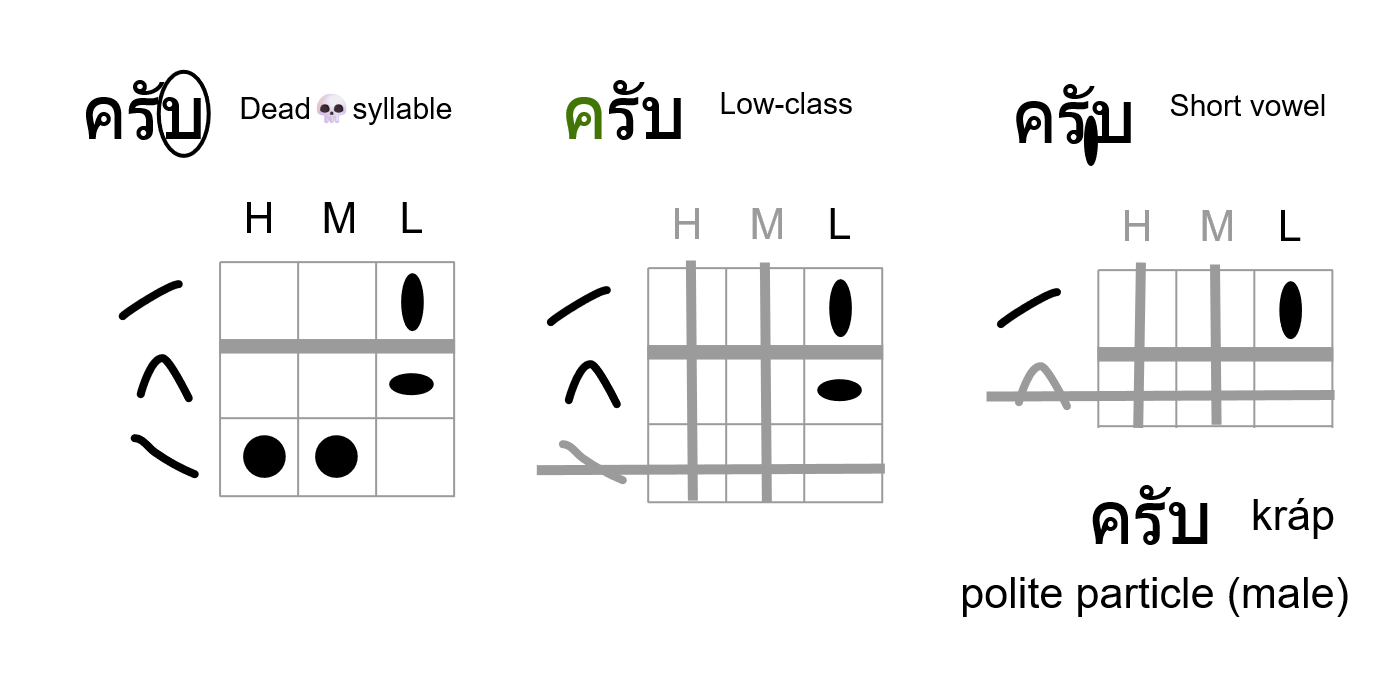 ครับ Dead 💀 syllable
H M L
ครับ Low-class
H M L
ครับ Short vowel
H M L
ครับ kráp
polite particle (male)